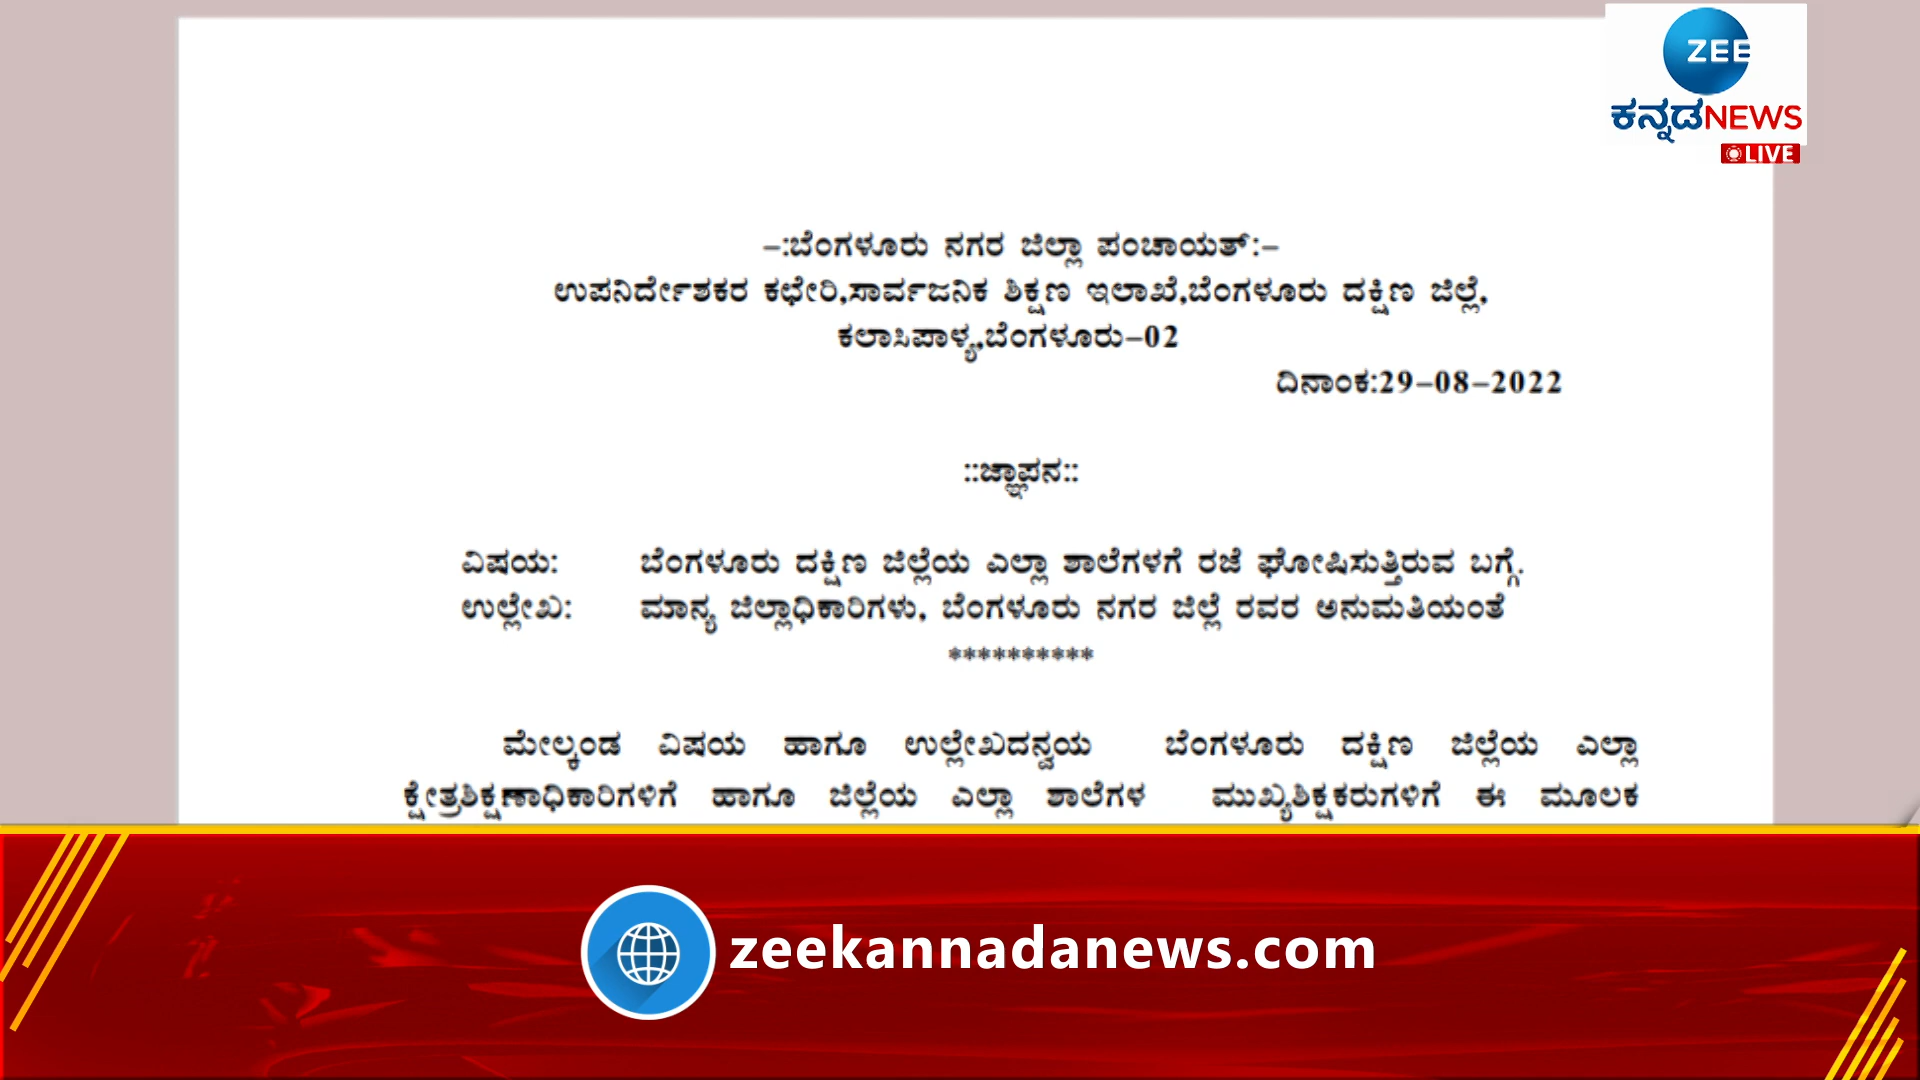 ZEE
ಕನ್ನಡNEWS
LIVE
–:ಬೆಂಗಳೂರು ನಗರ ಜಿಲ್ಲಾ ಪಂಚಾಯತ್:–
ಉಪನಿರ್ದೇಶಕರ ಕಛೇರಿ,ಸಾರ್ವಜನಿಕ ಶಿಕ್ಷಣ ಇಲಾಖೆ,ಬೆಂಗಳೂರು ದಕ್ಷಿಣ ಜಿಲ್ಲೆ,
ಕಲಾಸಿಪಾಳ್ಯ,ಬೆಂಗಳೂರು–02
ದಿನಾಂಕ:29–08–2022
::ಜ್ಞಾಪನ::
ವಿಷಯ: ಬೆಂಗಳೂರು ದಕ್ಷಿಣ ಜಿಲ್ಲೆಯ ಎಲ್ಲಾ ಶಾಲೆಗಳಗೆ ರಜೆ ಘೋಷಿಸುತ್ತಿರುವ ಬಗ್ಗೆ.
ಉಲ್ಲೇಖ: ಮಾನ್ಯ ಜಿಲ್ಲಾಧಿಕಾರಿಗಳು, ಬೆಂಗಳೂರು ನಗರ ಜಿಲ್ಲೆ ರವರ ಅನುಮತಿಯಂತೆ
**********
ಮೇಲ್ಕಂಡ ವಿಷಯ ಹಾಗೂ ಉಲ್ಲೇಖದನ್ವಯ ಬೆಂಗಳೂರು ದಕ್ಷಿಣ ಜಿಲ್ಲೆಯ ಎಲ್ಲಾ
ಕ್ಷೇತ್ರಶಿಕ್ಷಣಾಧಿಕಾರಿಗಳಿಗೆ ಹಾಗೂ ಜಿಲ್ಲೆಯ ಎಲ್ಲಾ ಶಾಲೆಗಳ ಮುಖ್ಯಶಿಕ್ಷಕರುಗಳಿಗೆ ಈ ಮೂಲಕ
zeekannadanews.com